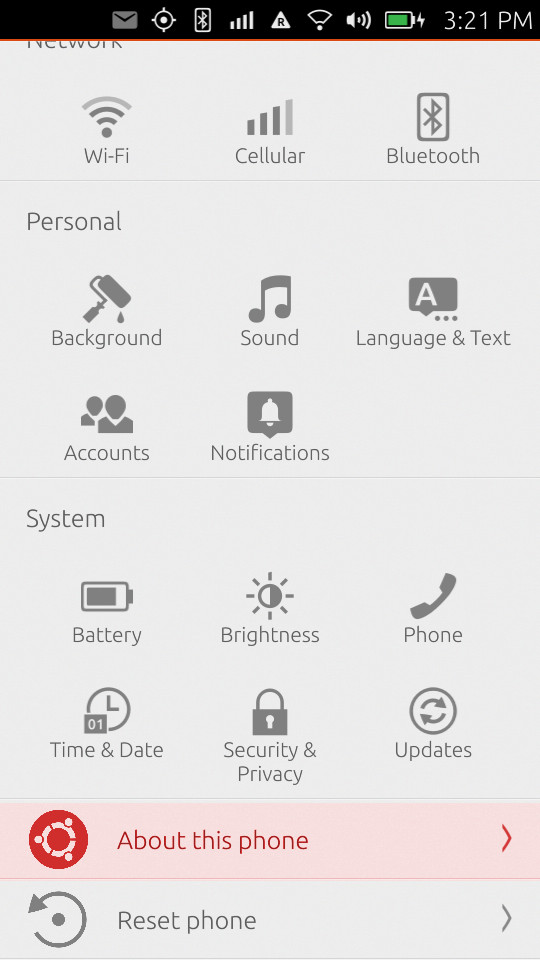 3:21 PM
R
Network
Wi-Fi
Cellular
Bluetooth
Personal
A
Background
Sound
Language & Text
Accounts
Notifications
System
Battery
Brightness
Phone
01
Time & Date
Security &
Privacy
Updates
About this phone
Reset phone